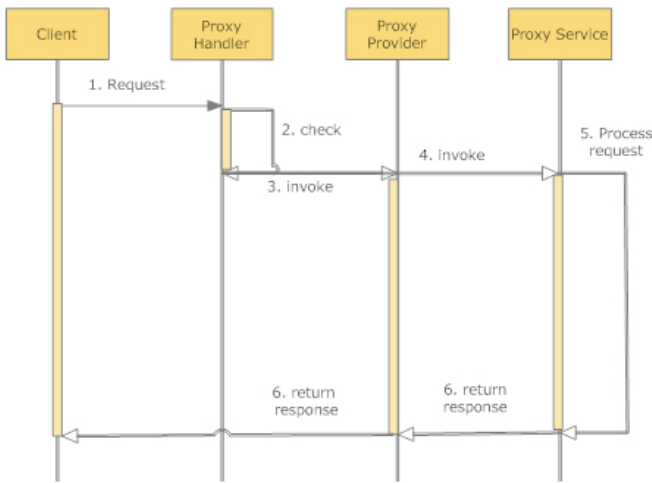 Client
Proxy
Handler
Proxy
Provider
Proxy Service
1. Request
2. check
3. invoke
4. invoke
5. Process
request
6. return
response
6. return
response